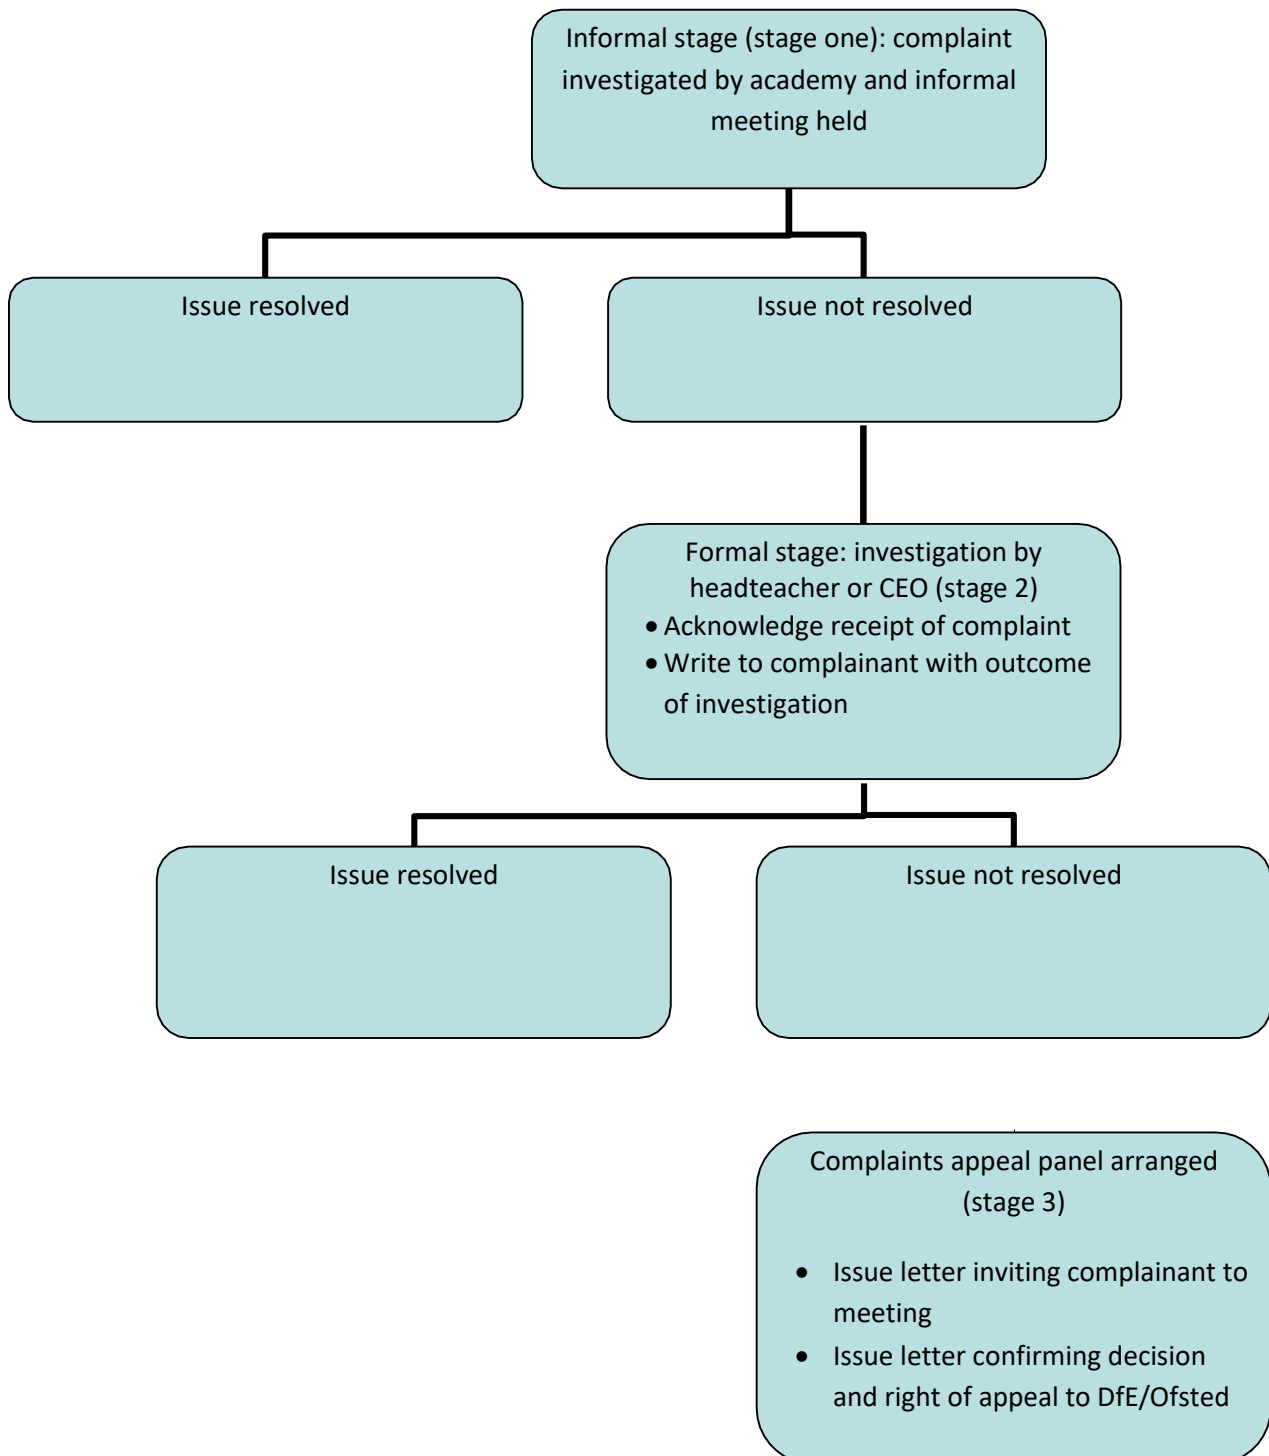 Informal stage (stage one): complaint
investigated by academy and informal
meeting held
Issue resolved
Issue not resolved
Formal stage: investigation by
headteacher or CEO (stage 2)
• Acknowledge receipt of complaint
• Write to complainant with outcome
of investigation
Issue resolved
Issue not resolved
Complaints appeal panel arranged
(stage 3)
• Issue letter inviting complainant to
meeting
• Issue letter confirming decision
and right of appeal to DfE/Ofsted